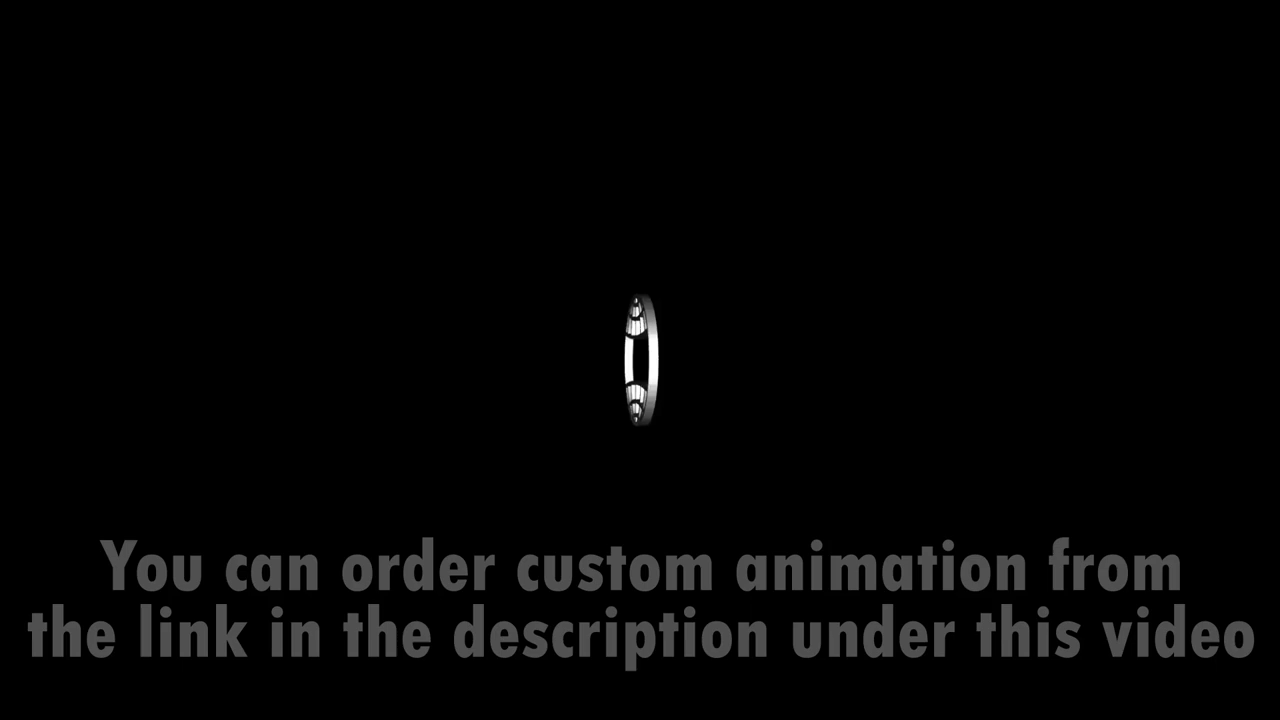 You can order custom animation from
the link in the description under this video